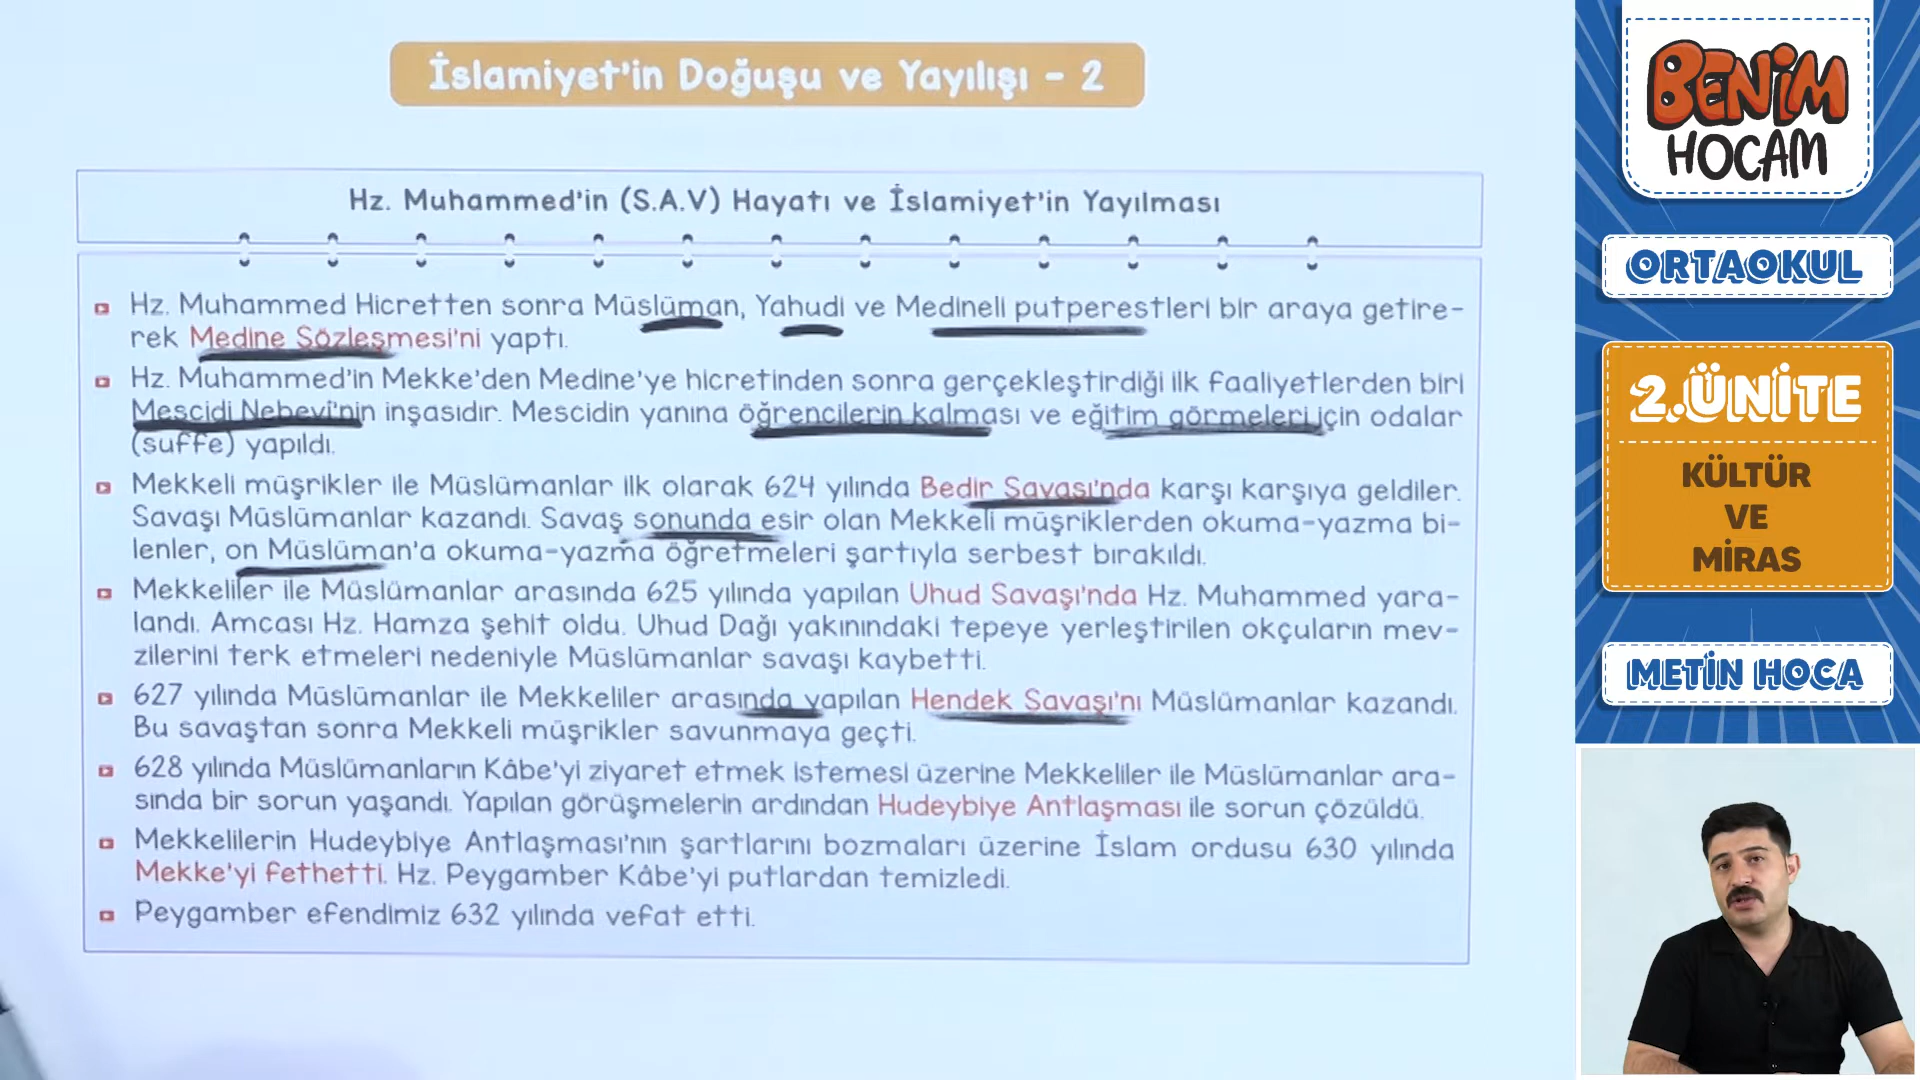 İslamiyet'in Doğuşu ve Yayılışı - 2
Hz. Muhammed'in (S.A.V) Hayatı ve İslamiyet'in Yayılması
Hz. Muhammed Hicretten sonra Müslüman, Yahudi ve Medineli putperestleri bir araya getire-
rek Medine Sözleşmesi'ni yaptı.
Hz. Muhammed'in Mekke'den Medine'ye hicretinden sonra gerçekleştirdiği ilk faaliyetlerden biri
Mescidi Nebevi'nin inşasıdır. Mescidin yanına öğrencilerin kalması ve eğitim görmeleri için odalar
(suffe) yapıldı.
Mekkeli müşrikler ile Müslümanlar ilk olarak 624 yılında Bedir Savaşı'nda karşı karşıya geldiler.
Savaşı Müslümanlar kazandı. Savaş sonunda esir olan Mekkeli müşriklerden okuma-yazma bi-
lenler, on Müslüman'a okuma-yazma öğretmeleri şartıyla serbest bırakıldı.
Mekkeliler ile Müslümanlar arasında 625 yılında yapılan Uhud Savaşı'nda Hz. Muhammed yara-
landı. Amcası Hz. Hamza şehit oldu. Uhud Dağı yakınındaki tepeye yerleştirilen okçuların mev-
zilerini terk etmeleri nedeniyle Müslümanlar savaşı kaybetti.
627 yılında Müslümanlar ile Mekkeliler arasında yapılan Hendek Savaşı'nı Müslümanlar kazandı.
Bu savaştan sonra Mekkeli müşrikler savunmaya geçti.
628 yılında Müslümanların Kâbe'yi ziyaret etmek istemesi üzerine Mekkeliler ile Müslümanlar ara-
sında bir sorun yaşandı. Yapılan görüşmelerin ardından Hudeybiye Antlaşması ile sorun çözüldü.
Mekkelilerin Hudeybiye Antlaşması'nın şartlarını bozmaları üzerine İslam ordusu 630 yılında
Mekke'yi fethetti. Hz. Peygamber Kâbe'yi putlardan temizledi.
Peygamber efendimiz 632 yılında vefat etti.
BENİM
HOCAM
ORTAOKUL
2.ÜNİTE
KÜLTÜR
VE
MİRAS
METİN HOCA